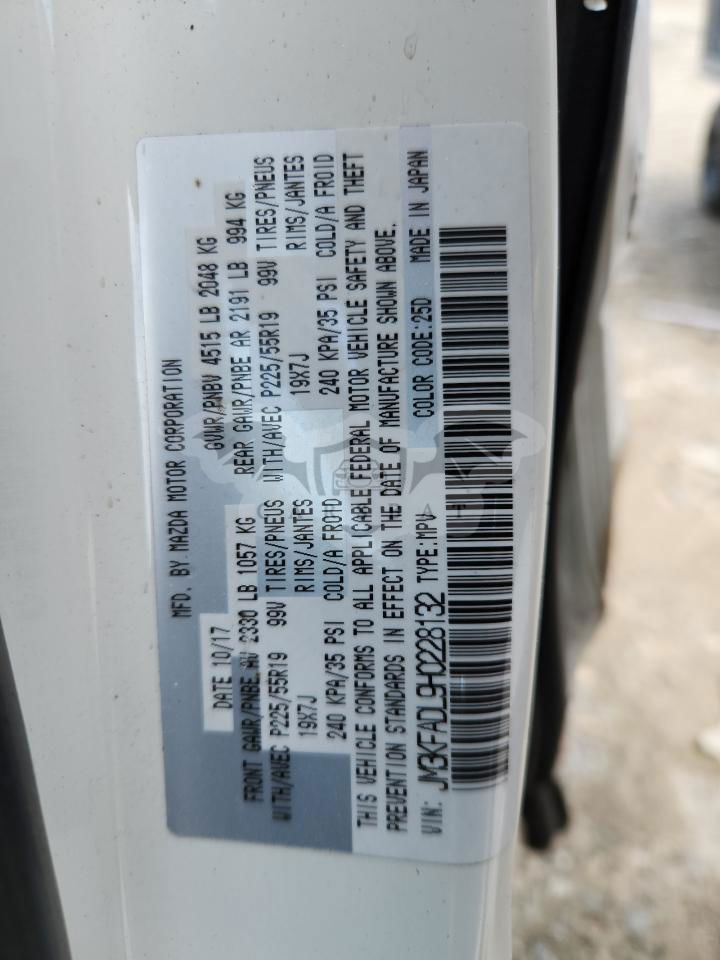 MFD. BY MAZDA MOTOR CORPORATION
DATE 10/17 GVWR/PNBV 4515 LB 2048 KG
FRONT GAWR/PNBE AV 2330 LB 1057 KG REAR GAWR/PNBE AR 2191 LB 994 KG
WITH/AVEC P225/55R19 99V TIRES/PNEUS WITH/AVEC P225/55R19 99V TIRES/PNEUS
19X7J RIMS/JANTES 19X7J RIMS/JANTES
240 KPA/35 PSI COLD/A FROID 240 KPA/35 PSI COLD/A FROID
THIS VEHICLE CONFORMS TO ALL APPLICABLE FEDERAL MOTOR VEHICLE SAFETY AND THEFT
PREVENTION STANDARDS IN EFFECT ON THE DATE OF MANUFACTURE SHOWN ABOVE.
VIN: JM3KFADL9H0228132 TYPE:MPV COLOR CODE:25D MADE IN JAPAN